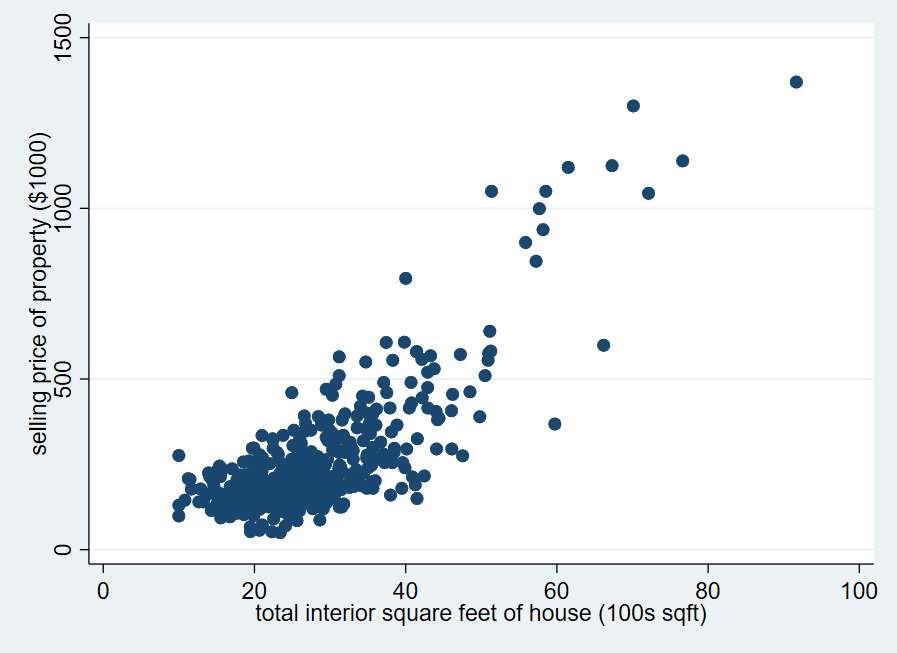 selling price of property ($1000)
1500
1000
500
0
0 20 40 60 80 100
total interior square feet of house (100s sqft)